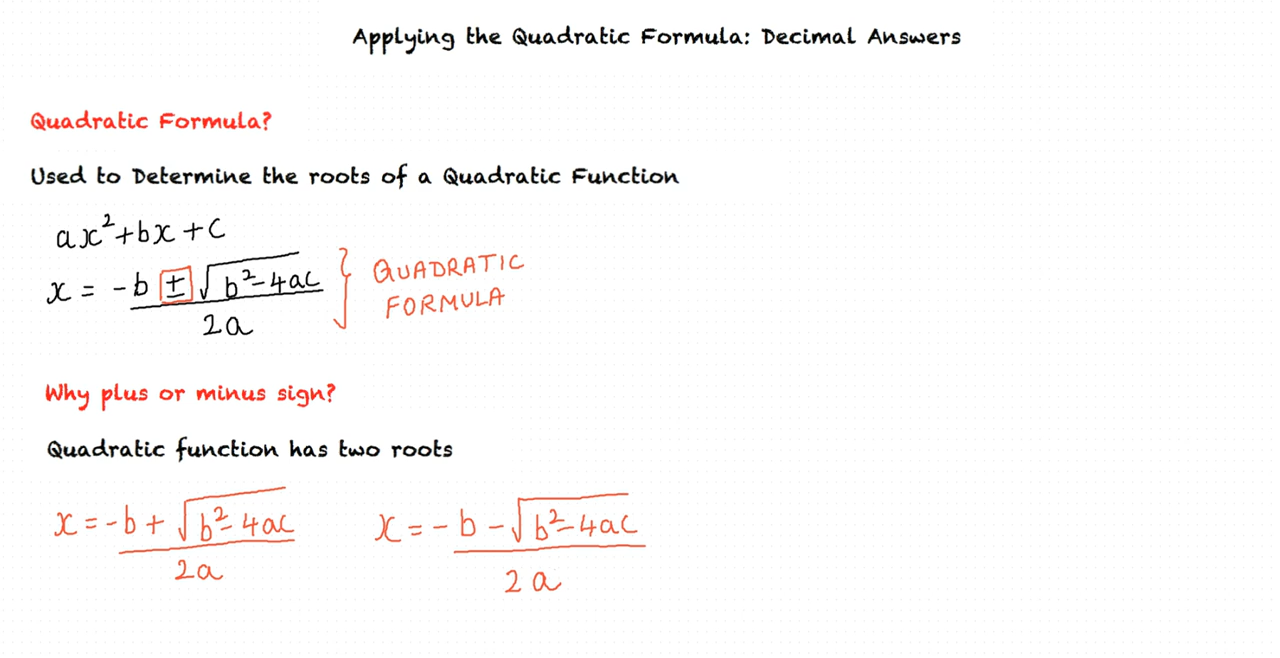 Applying the Quadratic Formula: Decimal Answers
Quadratic Formula?
Used to Determine the roots of a Quadratic Function
ax²+bx+c
x = -b ± √b²-4ac
2a
QUADRATIC
FORMULA
Why plus or minus sign?
Quadratic function has two roots
x = -b + √b²-4ac
2a
x = -b - √b²-4ac
2a